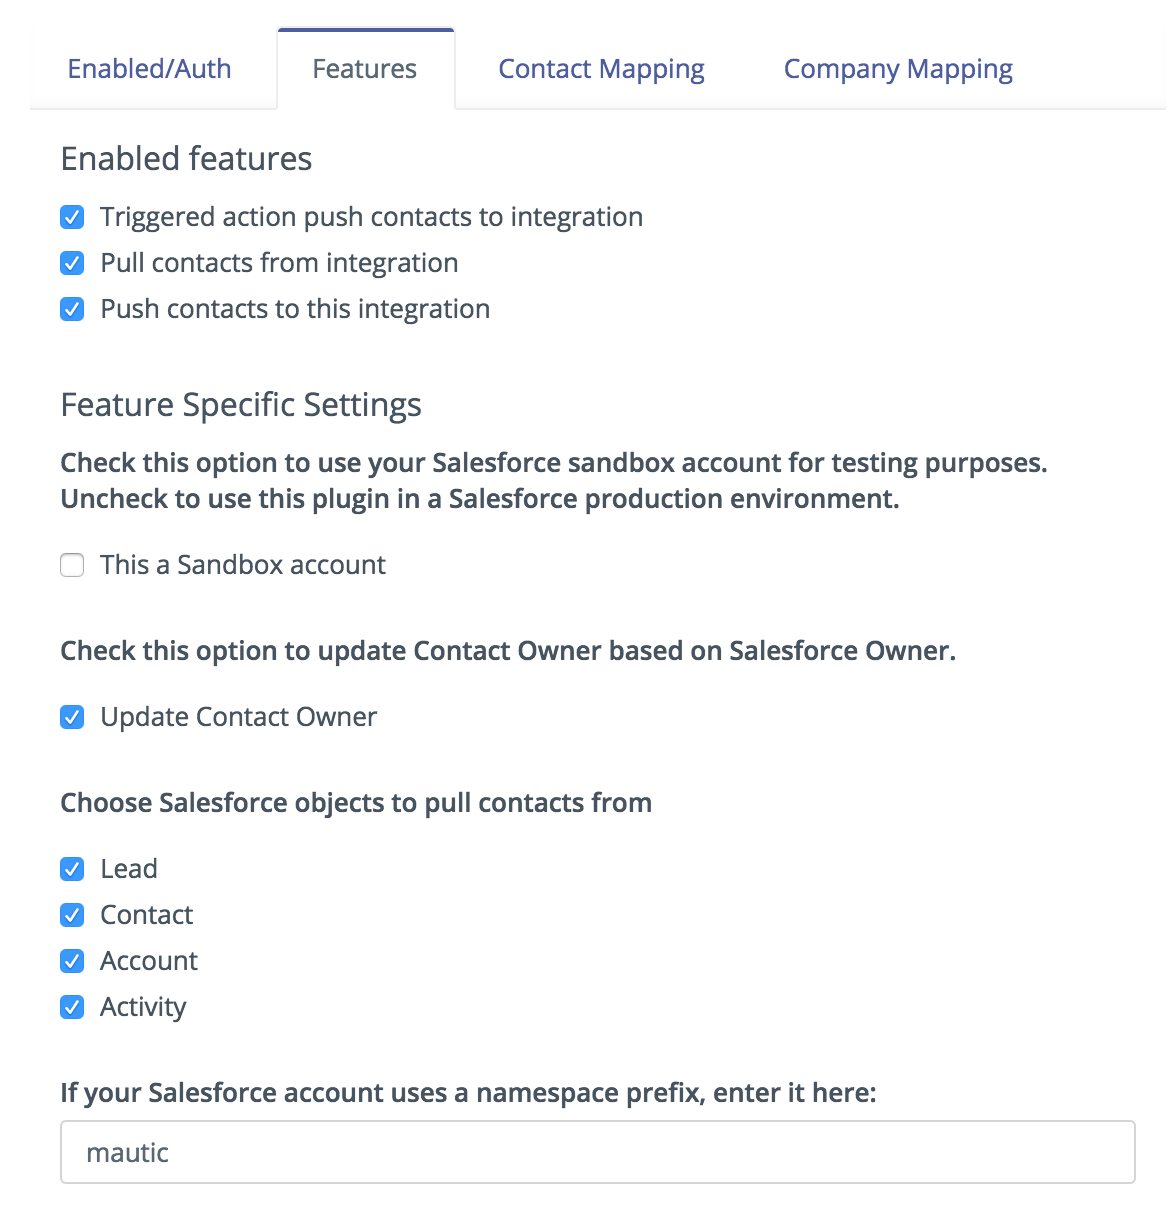 Enabled/Auth Features Contact Mapping Company Mapping
Enabled features
Triggered action push contacts to integration
Pull contacts from integration
Push contacts to this integration
Feature Specific Settings
Check this option to use your Salesforce sandbox account for testing purposes.
Uncheck to use this plugin in a Salesforce production environment.
This a Sandbox account
Check this option to update Contact Owner based on Salesforce Owner.
Update Contact Owner
Choose Salesforce objects to pull contacts from
Lead
Contact
Account
Activity
If your Salesforce account uses a namespace prefix, enter it here:
mautic